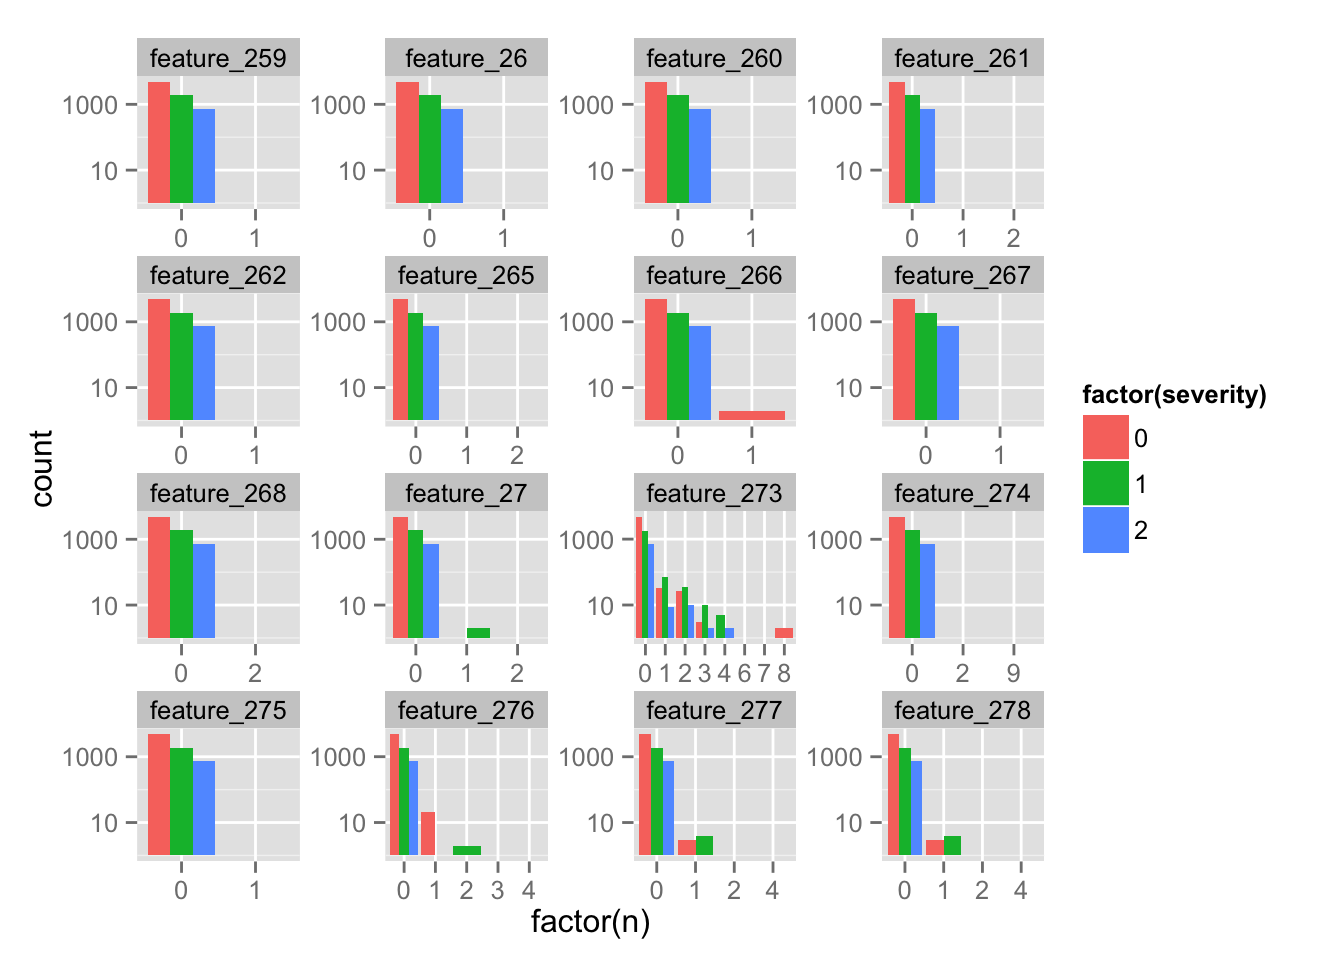 feature_259 feature_26 feature_260 feature_261
1000 1000 1000 1000
10 10 10 10
0 1 0 1 0 1 0 1 2
feature_262 feature_265 feature_266 feature_267
1000 1000 1000 1000
10 10 10 10
0 1 0 1 2 0 1 0 1
feature_268 feature_27 feature_273 feature_274
1000 1000 1000 1000
10 10 10 10
0 2 0 1 2 0 1 2 3 4 6 7 8 0 2 9
feature_275 feature_276 feature_277 feature_278
1000 1000 1000 1000
10 10 10 10
0 1 0 1 2 3 4 0 1 2 4 0 1 2 4
factor(n)
count
factor(severity)
0
1
2